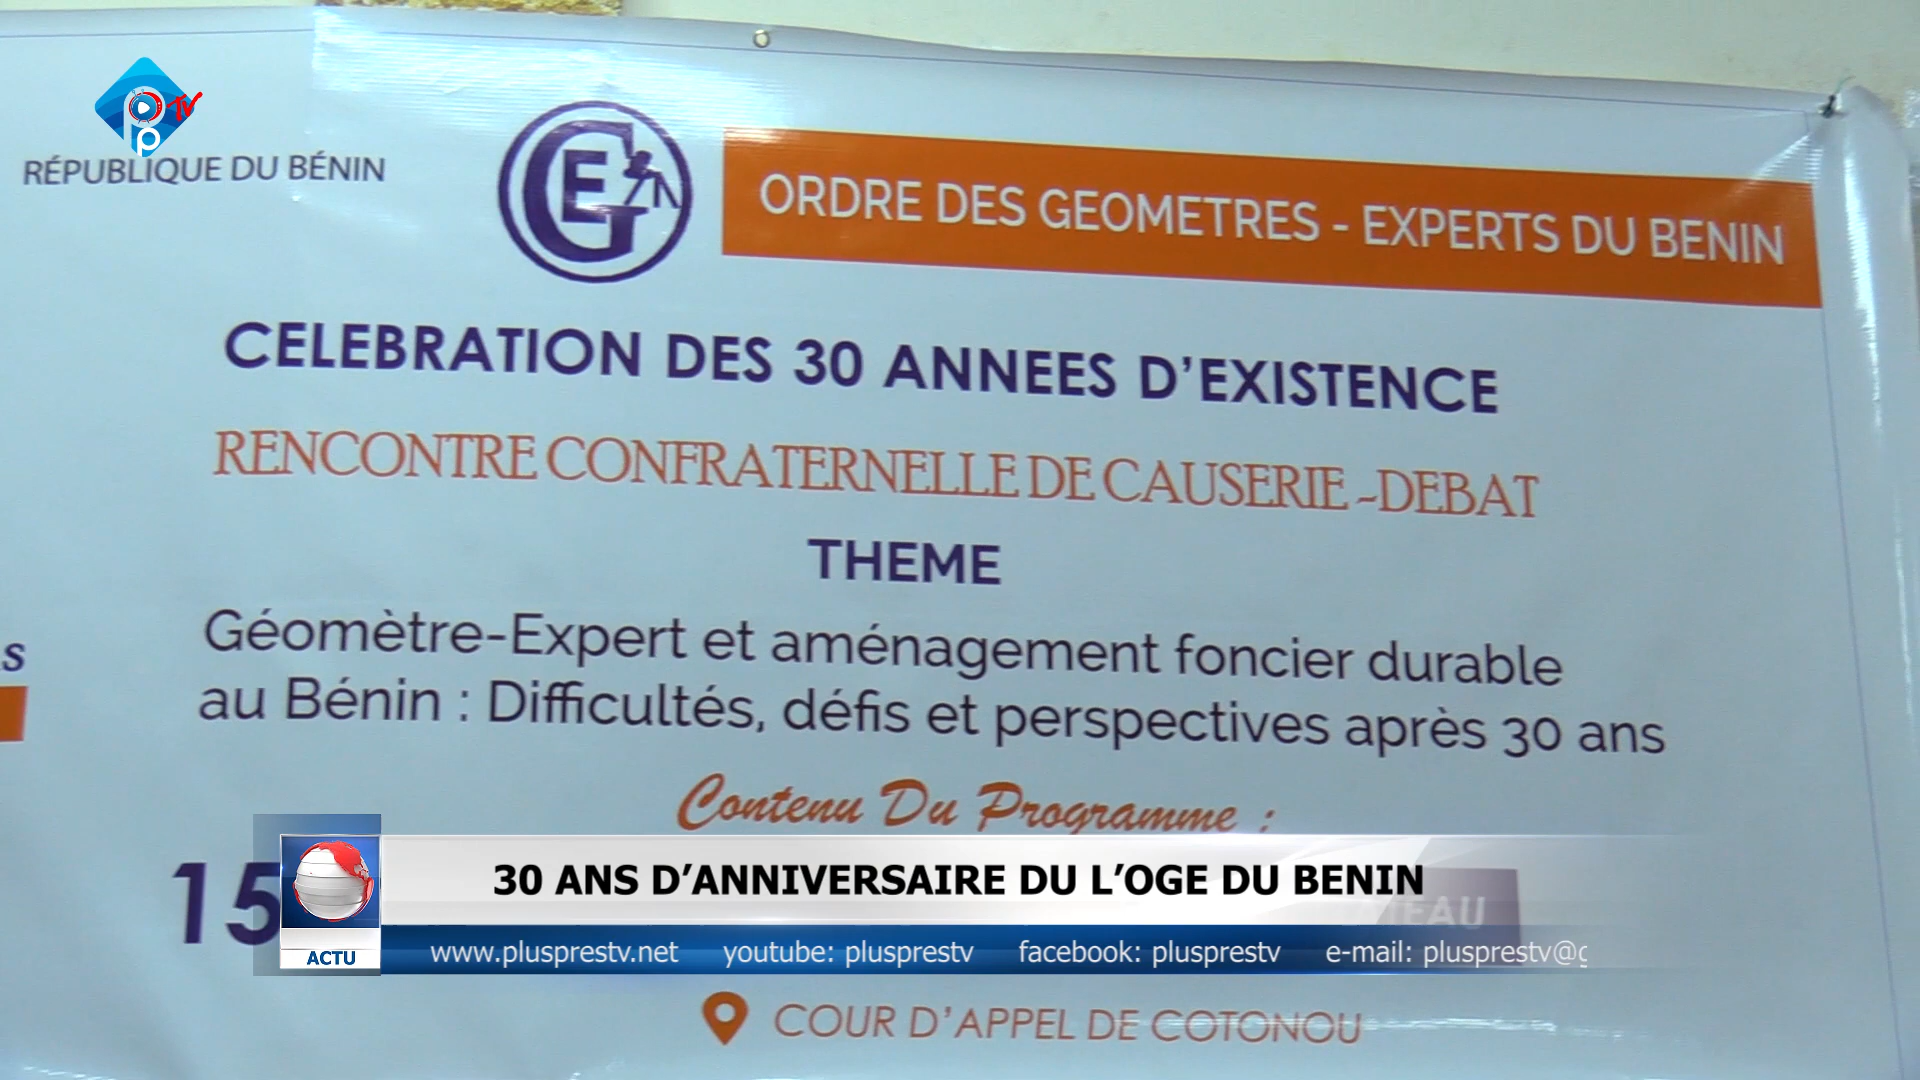 TV
RÉPUBLIQUE DU BÉNIN
GE
ORDRE DES GEOMETRES - EXPERTS DU BENIN
CELEBRATION DES 30 ANNEES D'EXISTENCE
RENCONTRE CONFRATERNELLE DE CAUSERIE -DEBAT
THEME
Géomètre-Expert et aménagement foncier durable
au Bénin : Difficultés, défis et perspectives après 30 ans
Contenu Du Programme :
15
30 ANS D'ANNIVERSAIRE DU L'OGE DU BENIN
ACTU
www.plusprestv.net youtube: plusprestv facebook: plusprestv e-mail: plusprestv@g
COUR D'APPEL DE COTONOU